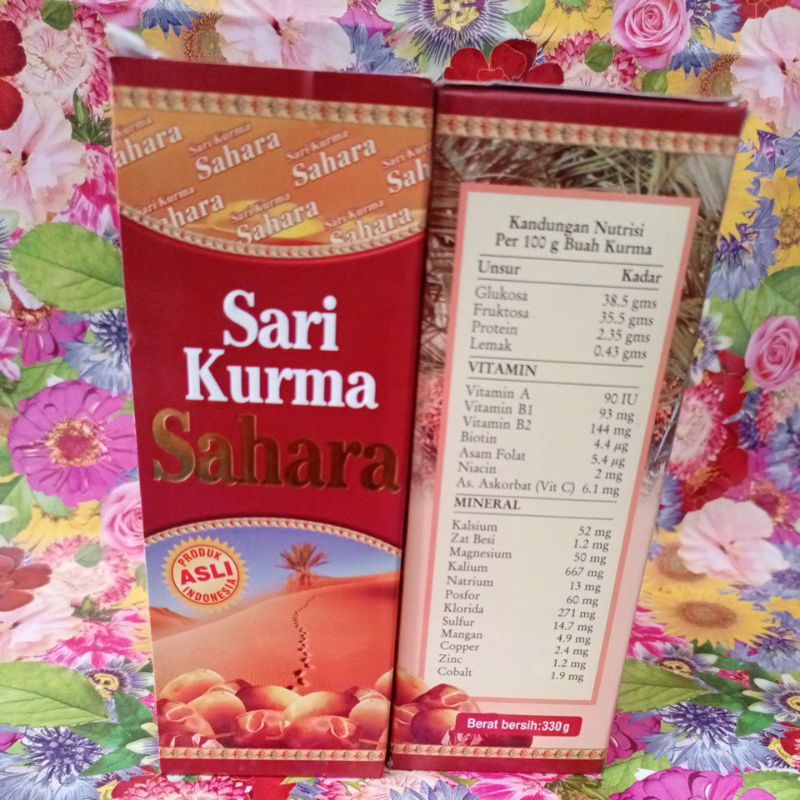 Sari Kurma
Sahara
Sari Kurma
Sahara
Sari Kurma
Sahara
Sari Kurma
Sahara
Sari Kurma
Sahara
Sari Kurma
Sahara
Sari
Kurma
Sahara
PRODUK
ASLI
INDONESIA
Kandungan Nutrisi
Per 100 g Buah Kurma
Unsur Kadar
Glukosa 38.5 gms
Fruktosa 35.5 gms
Protein 2.35 gms
Lemak 0.43 gms
VITAMIN
Vitamin A 90 IU
Vitamin B1 93 mg
Vitamin B2 144 mg
Biotin 4.4 µg
Asam Folat 5.4 µg
Niacin 2 mg
As. Askorbat (Vit C) 6.1 mg
MINERAL
Kalsium 52 mg
Zat Besi 1.2 mg
Magnesium 50 mg
Kalium 667 mg
Natrium 13 mg
Posfor 60 mg
Klorida 271 mg
Sulfur 14.7 mg
Mangan 4.9 mg
Copper 2.4 mg
Zinc 1.2 mg
Cobalt 1.9 mg
Berat bersih:330g